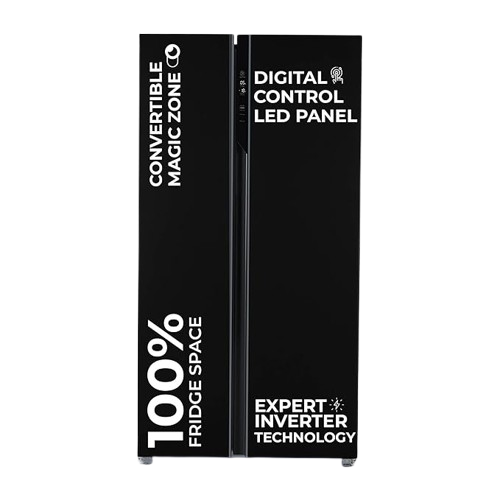 CONVERTIBLE
MAGIC ZONE
DIGITAL
CONTROL
LED PANEL
100%
FRIDGE SPACE
EXPERT
INVERTER
TECHNOLOGY